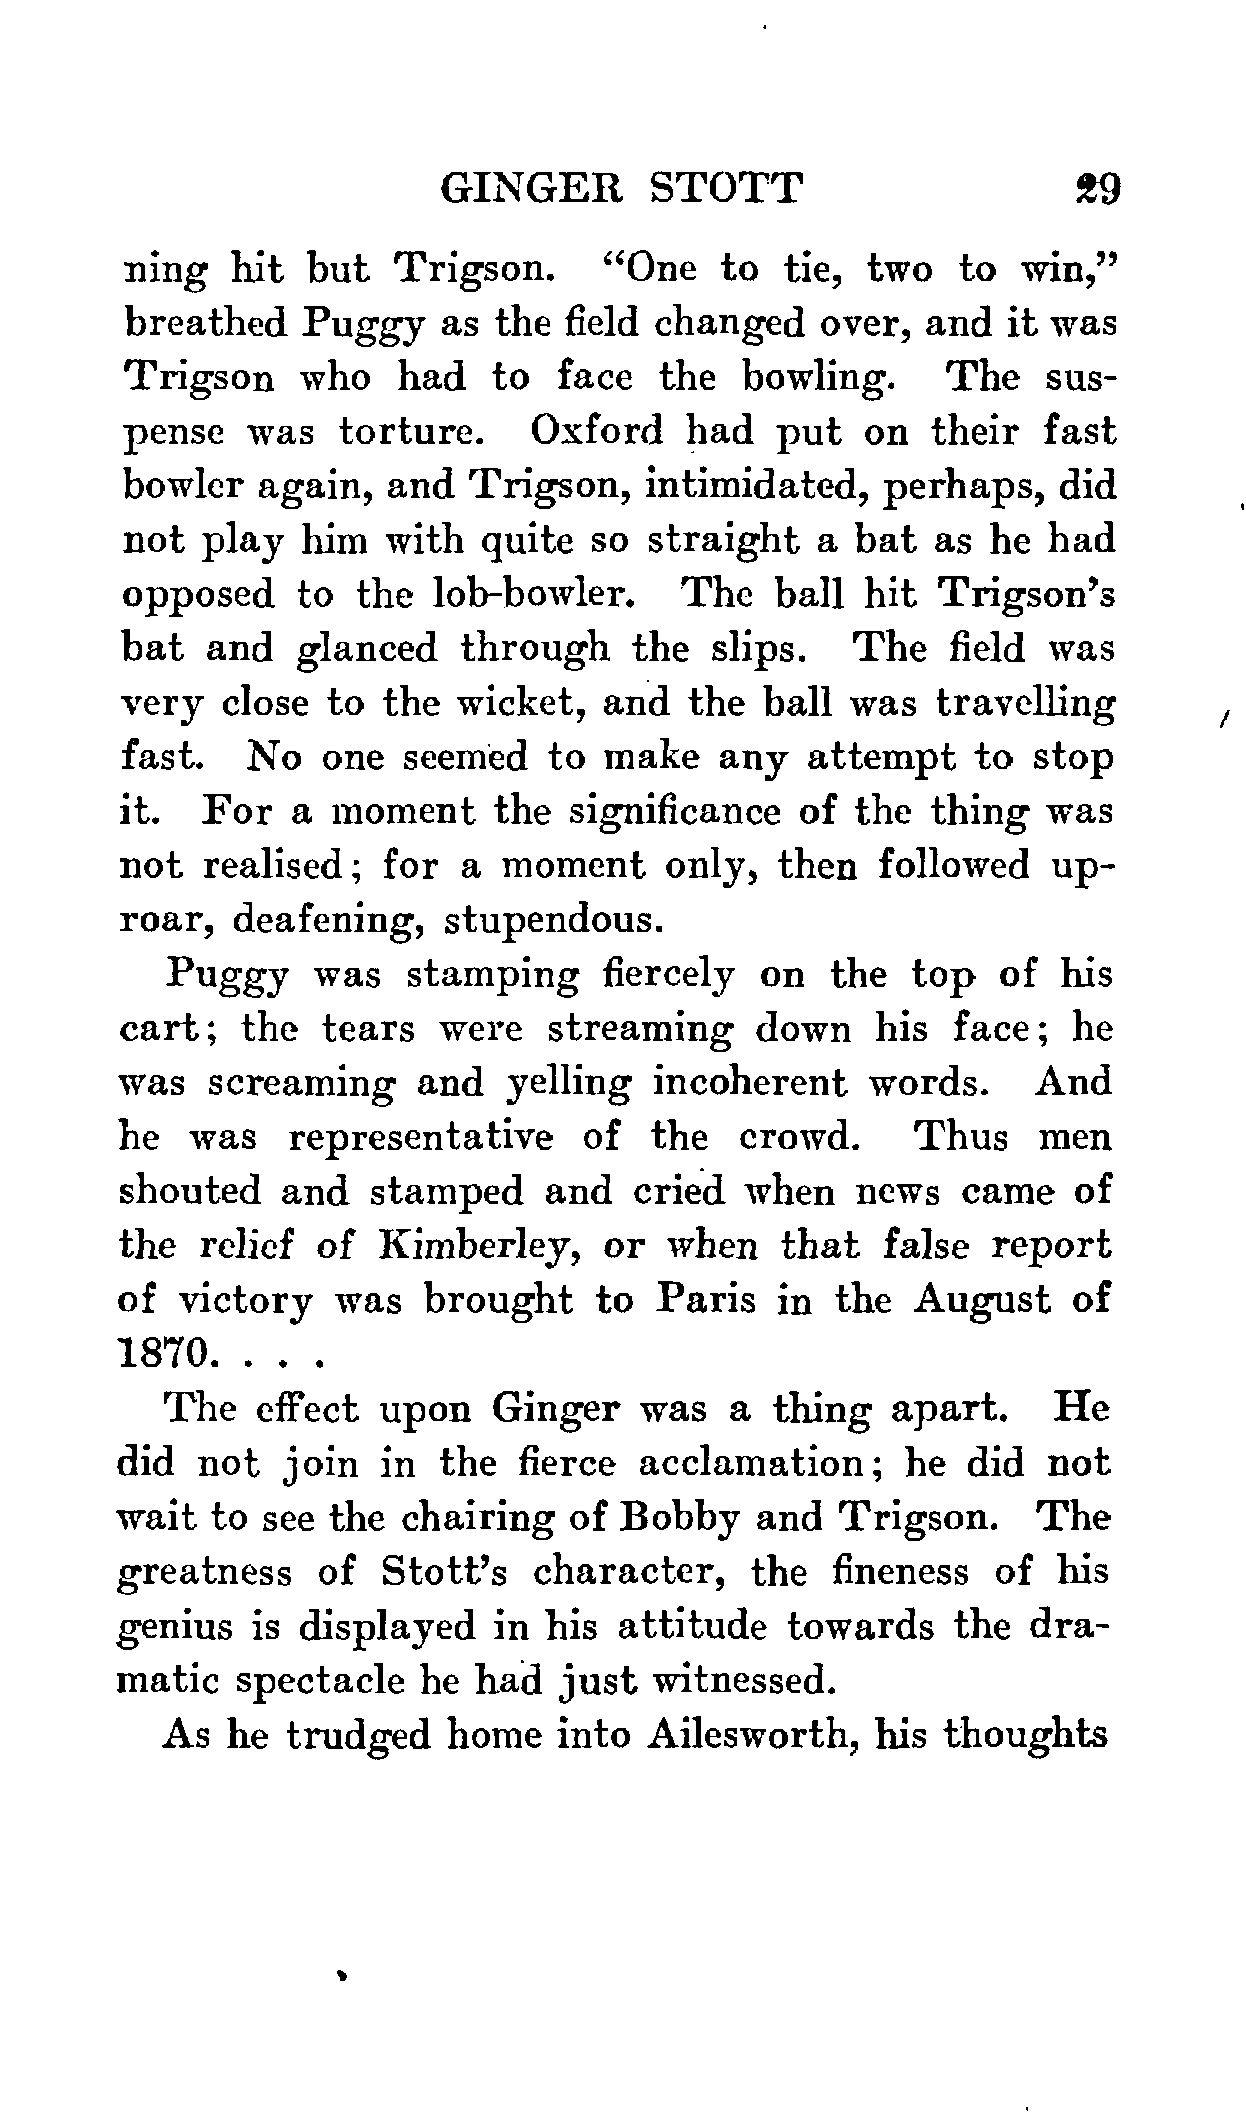 GINGER STOTT 29
ning hit but Trigson. “One to tie, two to win,”
breathed Puggy as the field changed over, and it was
Trigson who had to face the bowling. The sus-
pense was torture. Oxford had put on their fast
bowler again, and Trigson, intimidated, perhaps, did
not play him with quite so straight a bat as he had
opposed to the lob-bowler. The ball hit Trigson’s
bat and glanced through the slips. The field was
very close to the wicket, and the ball was travelling
fast. No one seemed to make any attempt to stop
it. For a moment the significance of the thing was
not realised; for a moment only, then followed up-
roar, deafening, stupendous.
Puggy was stamping fiercely on the top of his
cart; the tears were streaming down his face; he
was screaming and yelling incoherent words. And
he was representative of the crowd. Thus men
shouted and stamped and cried when news came of
the relief of Kimberley, or when that false report
of victory was brought to Paris in the August of
1870. . . .
The effect upon Ginger was a thing apart. He
did not join in the fierce acclamation; he did not
wait to see the chairing of Bobby and Trigson. The
greatness of Stott’s character, the fineness of his
genius is displayed in his attitude towards the dra-
matic spectacle he had just witnessed.
As he trudged home into Ailesworth, his thoughts